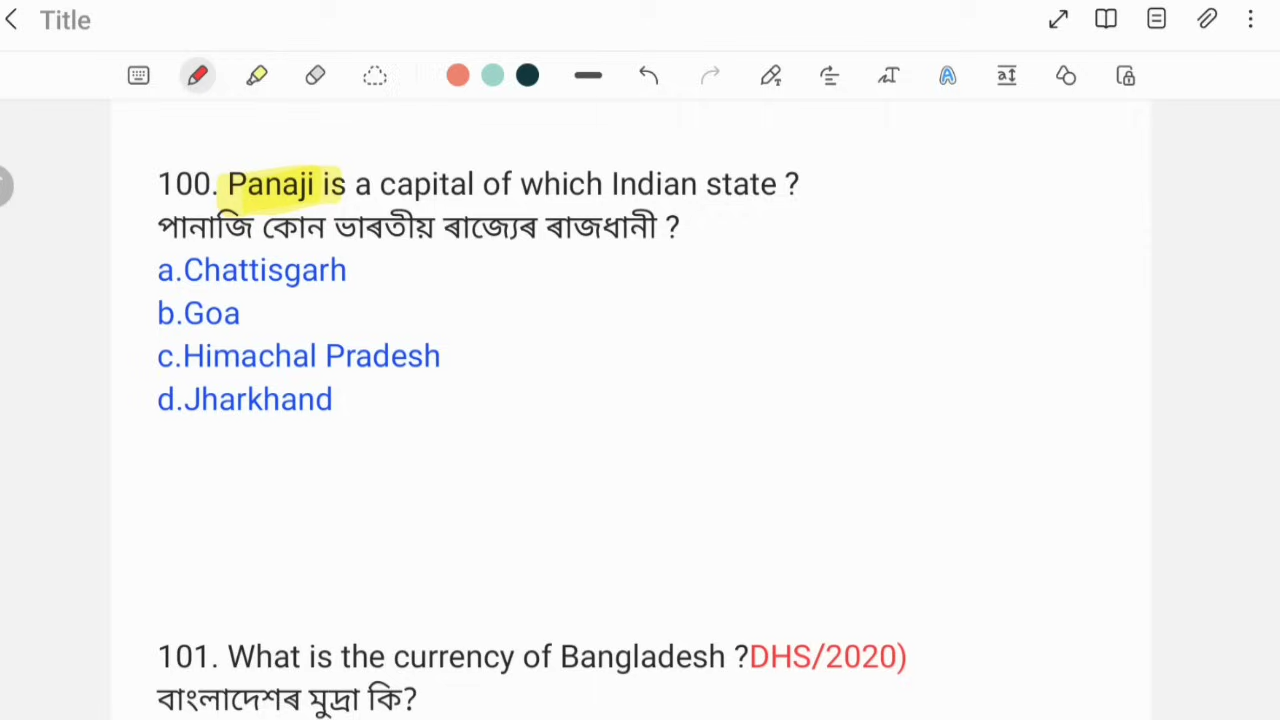 Title
100. Panaji is a capital of which Indian state ?
পানাজি কোন ভাৰতীয় ৰাজ্যেৰ ৰাজধানী ?
a.Chattisgarh
b.Goa
c.Himachal Pradesh
d.Jharkhand
101. What is the currency of Bangladesh ?DHS/2020)
বাংলাদেশৰ মুদ্ৰা কি?